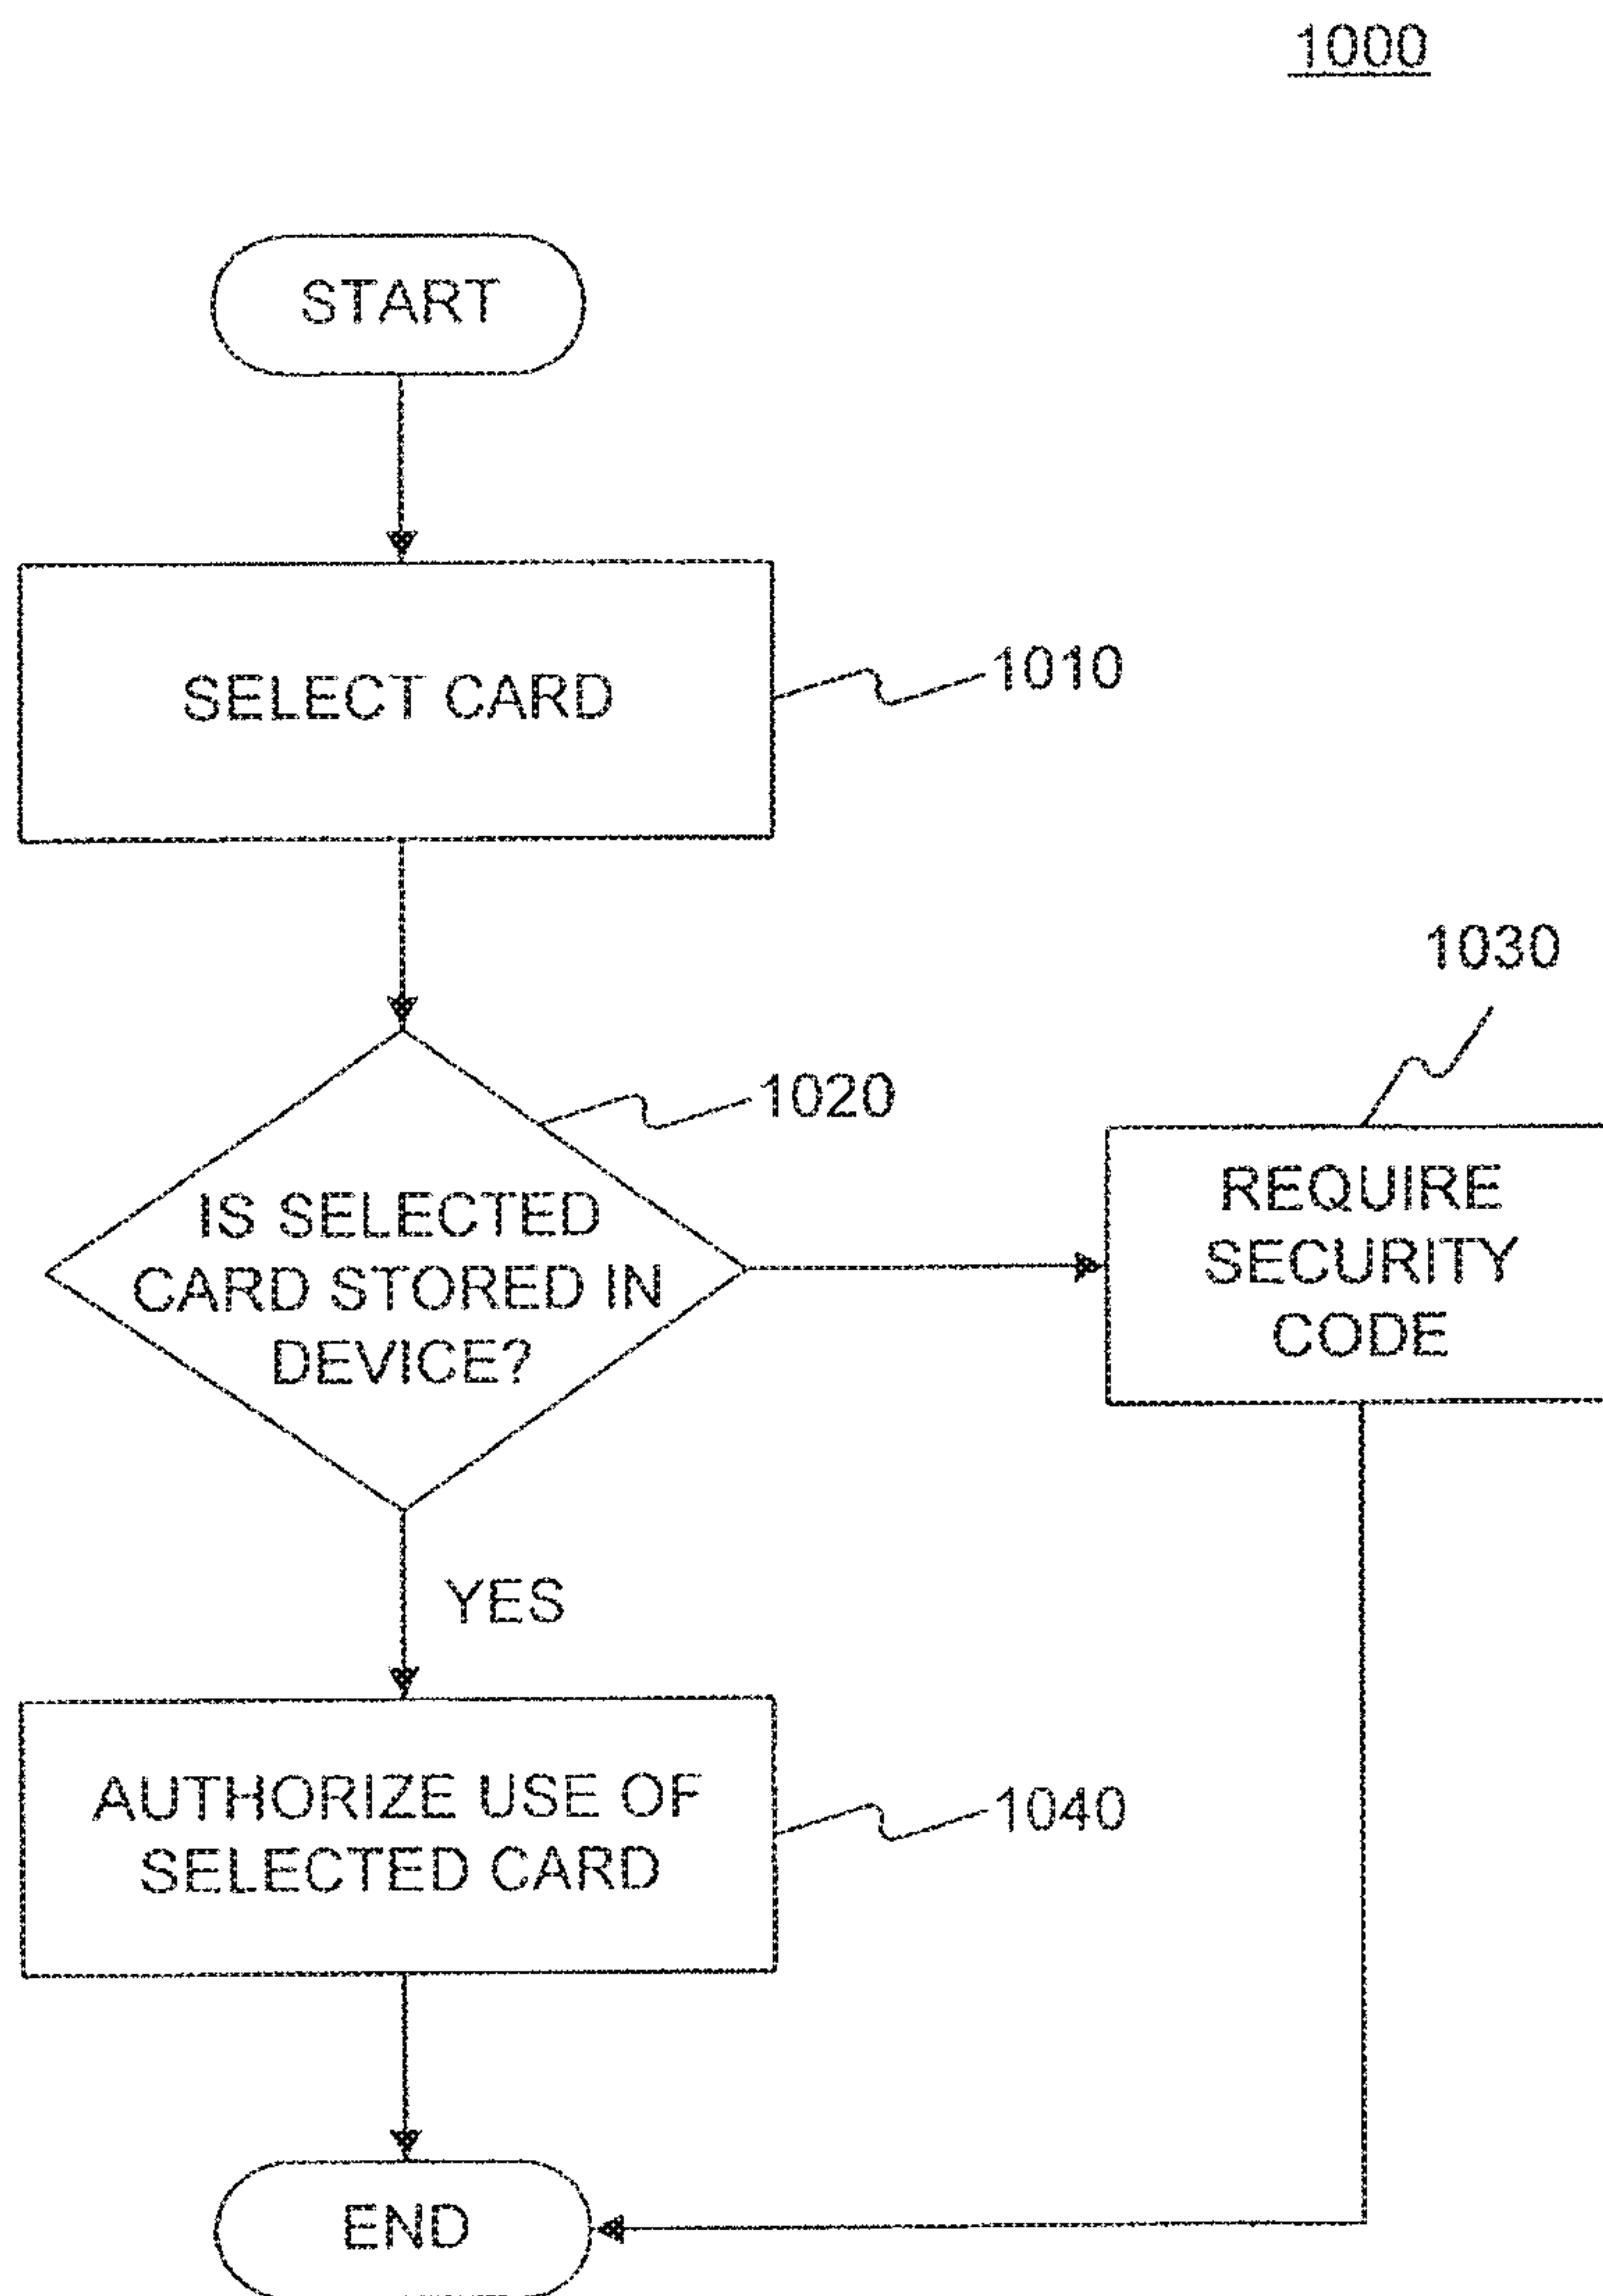 1000
START
SELECT CARD
1010
1030
1020
IS SELECTED
CARD STORED IN
DEVICE?
REQUIRE
SECURITY
CODE
YES
AUTHORIZE USE OF
SELECTED CARD
1040
END